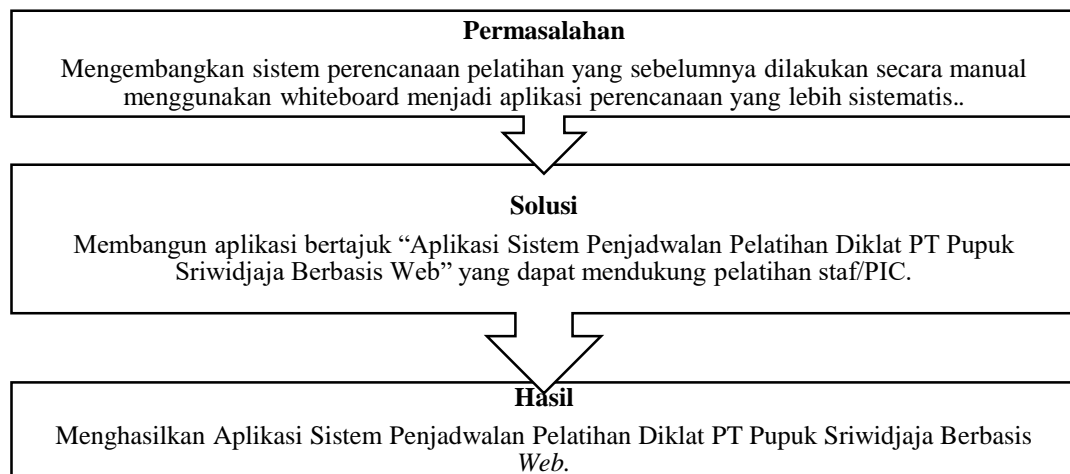 Permasalahan
Mengembangkan sistem perencanaan pelatihan yang sebelumnya dilakukan secara manual
menggunakan whiteboard menjadi aplikasi perencanaan yang lebih sistematis..
Solusi
Membangun aplikasi bertajuk “Aplikasi Sistem Penjadwalan Pelatihan Diklat PT Pupuk
Sriwidjaja Berbasis Web” yang dapat mendukung pelatihan staf/PIC.
Hasil
Menghasilkan Aplikasi Sistem Penjadwalan Pelatihan Diklat PT Pupuk Sriwidjaja Berbasis
Web.